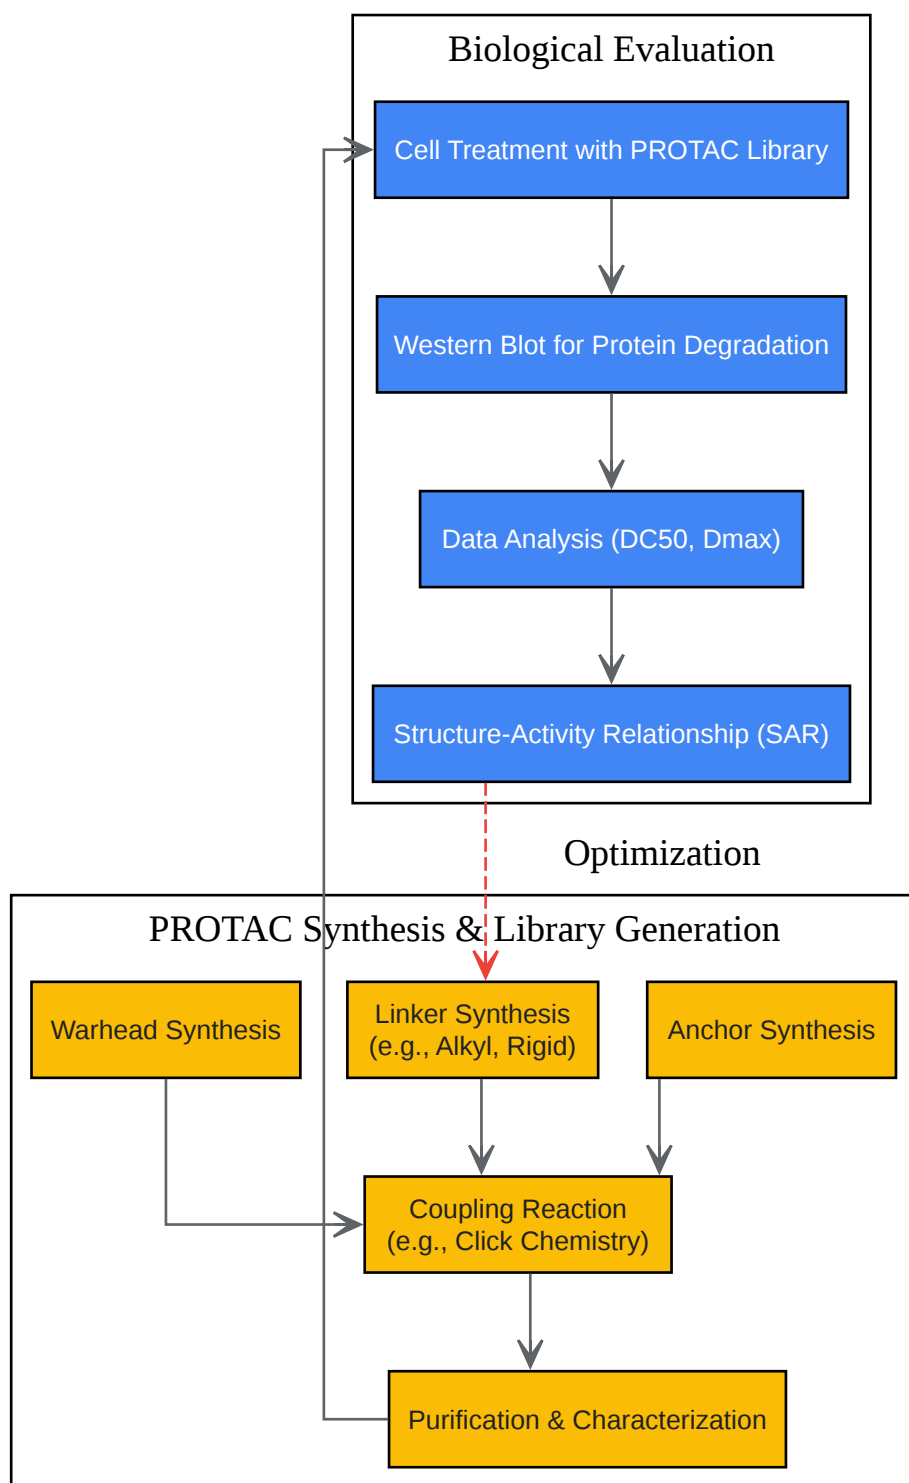 Biological Evaluation
Cell Treatment with PROTAC Library
Western Blot for Protein Degradation
Data Analysis (DC50, Dmax)
Structure-Activity Relationship (SAR)
Optimization
PROTAC Synthesis & Library Generation
Warhead Synthesis
Linker Synthesis
(e.g., Alkyl, Rigid)
Anchor Synthesis
Coupling Reaction
(e.g., Click Chemistry)
Purification & Characterization